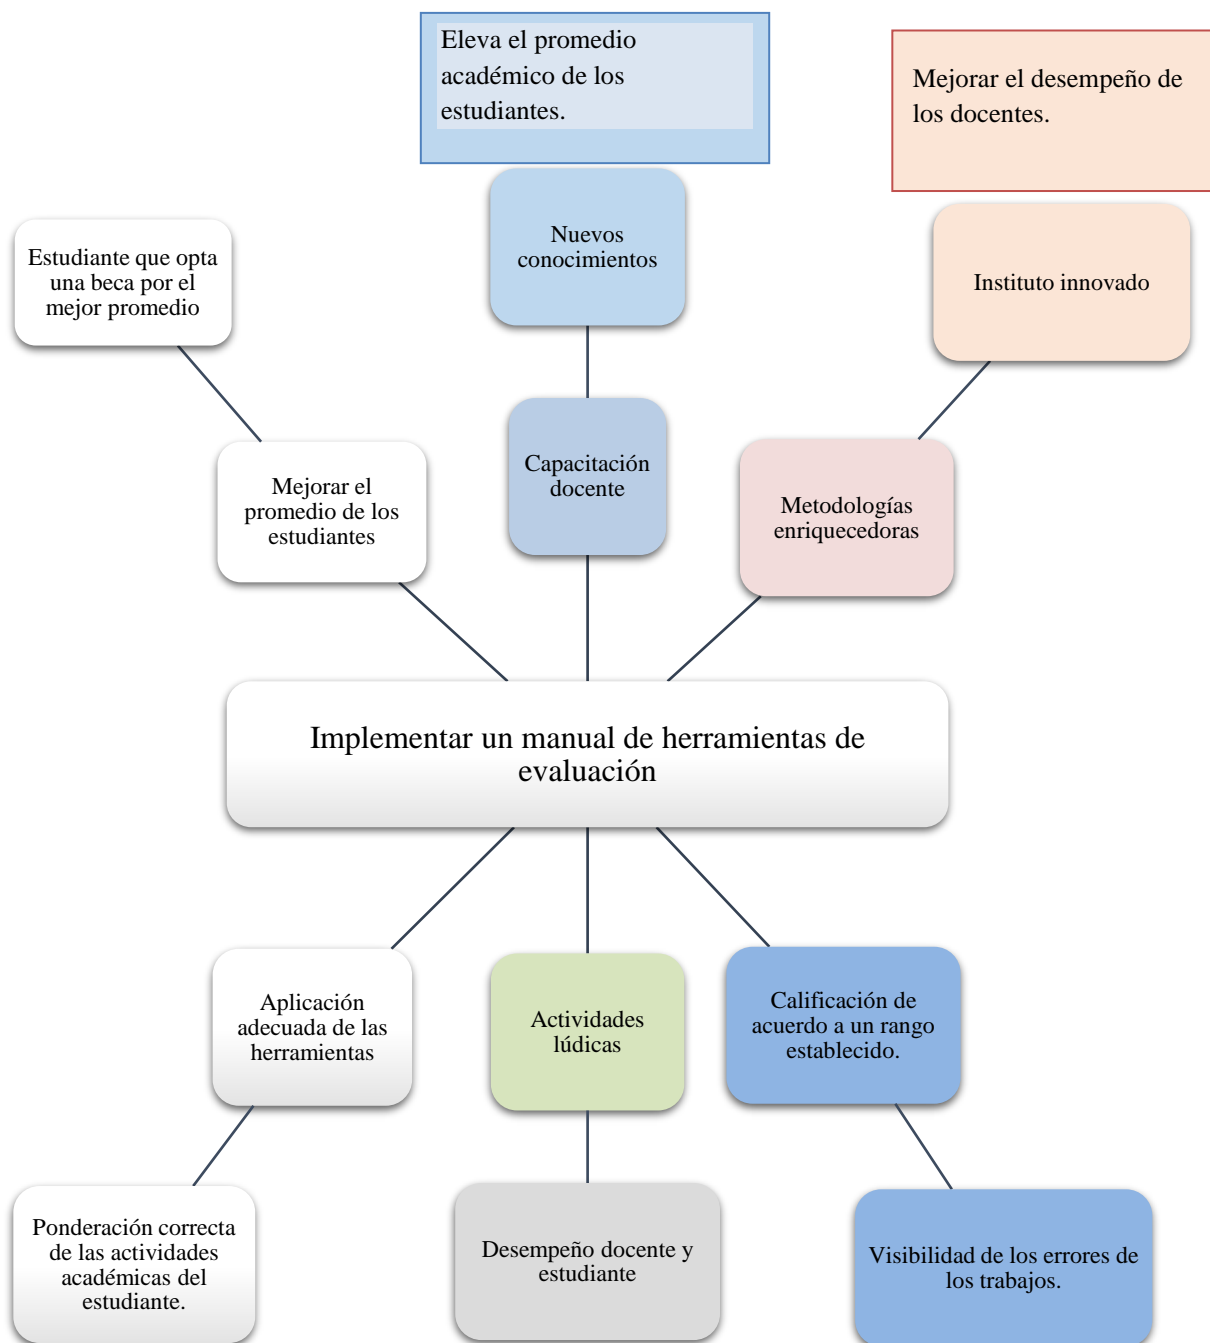 Eleva el promedio
académico de los
estudiantes.
Mejorar el desempeño de
los docentes.
Nuevos
conocimientos
Estudiante que opta
una beca por el
mejor promedio
Instituto innovado
Capacitación
docente
Mejorar el
promedio de los
estudiantes
Metodologías
enriquecedoras
Implementar un manual de herramientas de
evaluación
Aplicación
adecuada de las
herramientas
Actividades
lúdicas
Calificación de
acuerdo a un rango
establecido.
Ponderación correcta
de las actividades
académicas del
estudiante.
Desempeño docente y
estudiante
Visibilidad de los errores de
los trabajos.